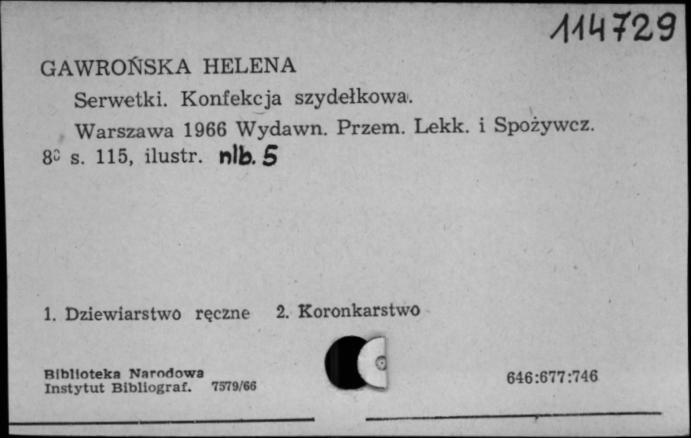 114729
GAWROŃSKA HELENA
Serwetki. Konfekcja szydełkowa.
Warszawa 1966 Wydawn. Przem. Lekk. i Spożywcz.
8° s. 115, ilustr. nlb. 5
1. Dziewiarstwo ręczne 2. Koronkarstwo
Biblioteka Narodowa
Instytut Bibliograf. 7579/66
646:677:746